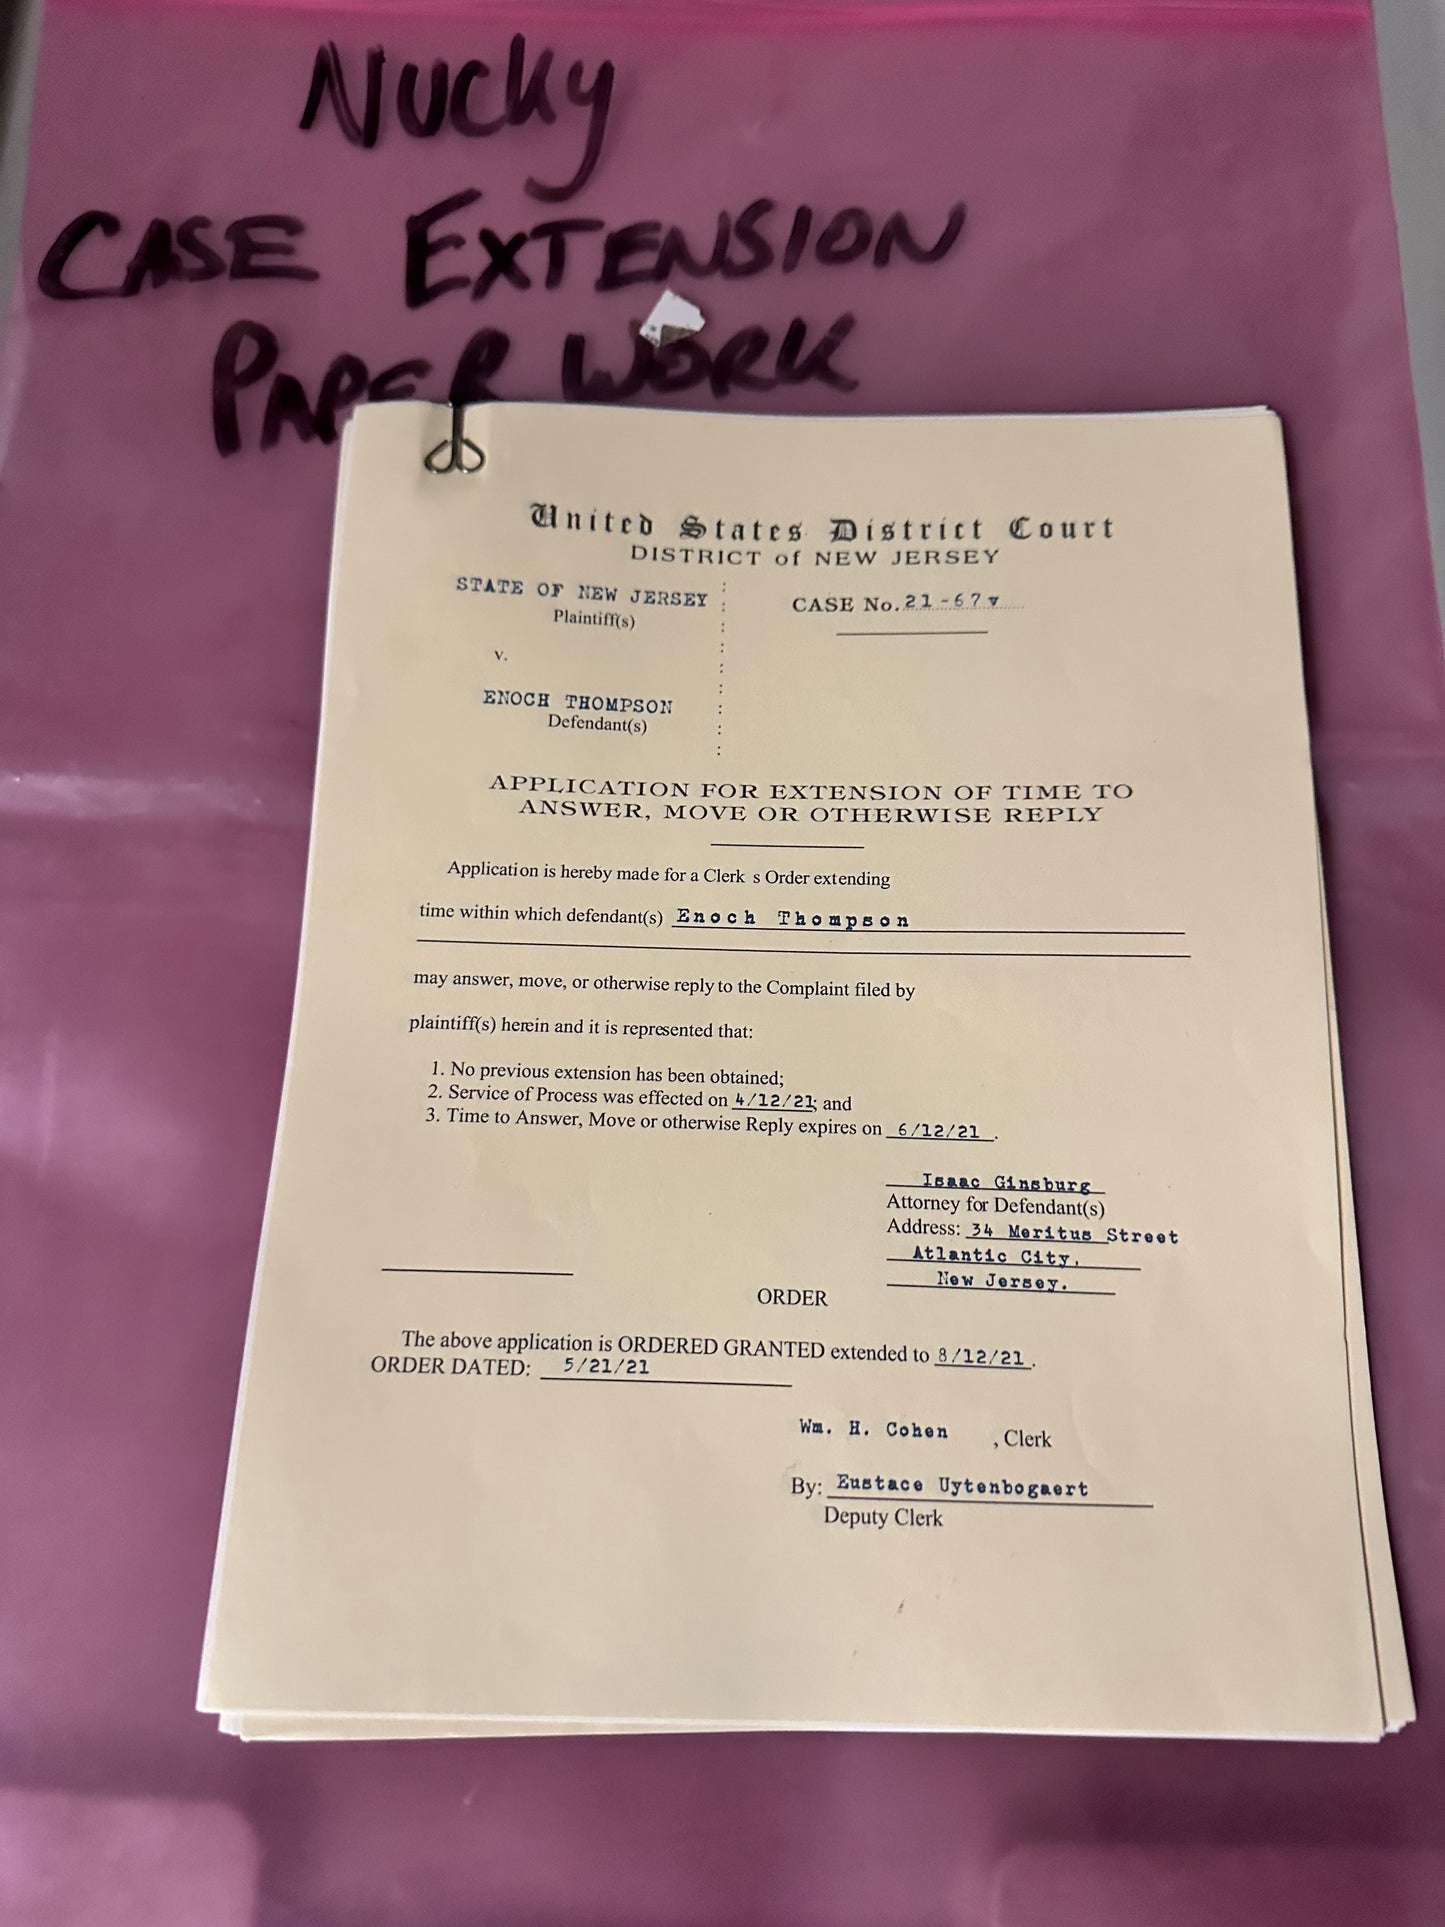 Nucky
CASE EXTENSION
PAPER WORK
United States District Court
DISTRICT of NEW JERSEY
STATE OF NEW JERSEY
Plaintiff(s)
CASE No. 21-67v
v.
ENOCH THOMPSON
Defendant(s)
APPLICATION FOR EXTENSION OF TIME TO
ANSWER, MOVE OR OTHERWISE REPLY
Application is hereby made for a Clerk s Order extending
time within which defendant(s) Enoch Thompson
may answer, move, or otherwise reply to the Complaint filed by
plaintiff(s) herein and it is represented that:
1. No previous extension has been obtained;
2. Service of Process was effected on 4/12/21; and
3. Time to Answer, Move or otherwise Reply expires on 6/12/21.
Isaac Ginsburg
Attorney for Defendant(s)
Address: 34 Meritus Street
Atlantic City,
New Jersey.
ORDER
The above application is ORDERED GRANTED extended to 8/12/21.
ORDER DATED: 5/21/21
Wm. H. Cohen , Clerk
By: Eustace Uytenbogaert
Deputy Clerk